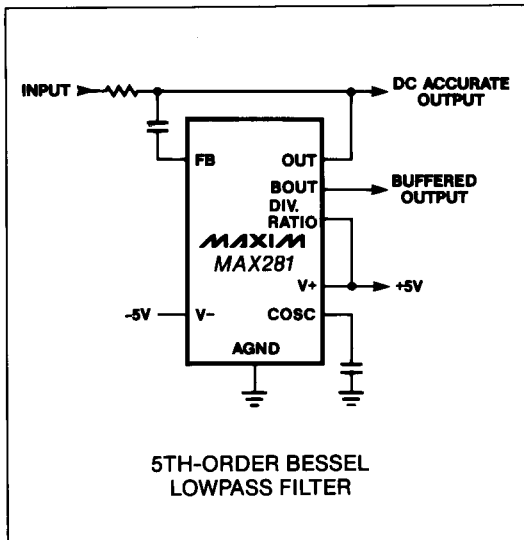 INPUT
DC ACCURATE
OUTPUT
FB
OUT
BOUT
BUFFERED
OUTPUT
DIV.
RATIO
MAXIM
MAX281
V+
+5V
-5V
V–
COSC
AGND
5TH-ORDER BESSEL
LOWPASS FILTER